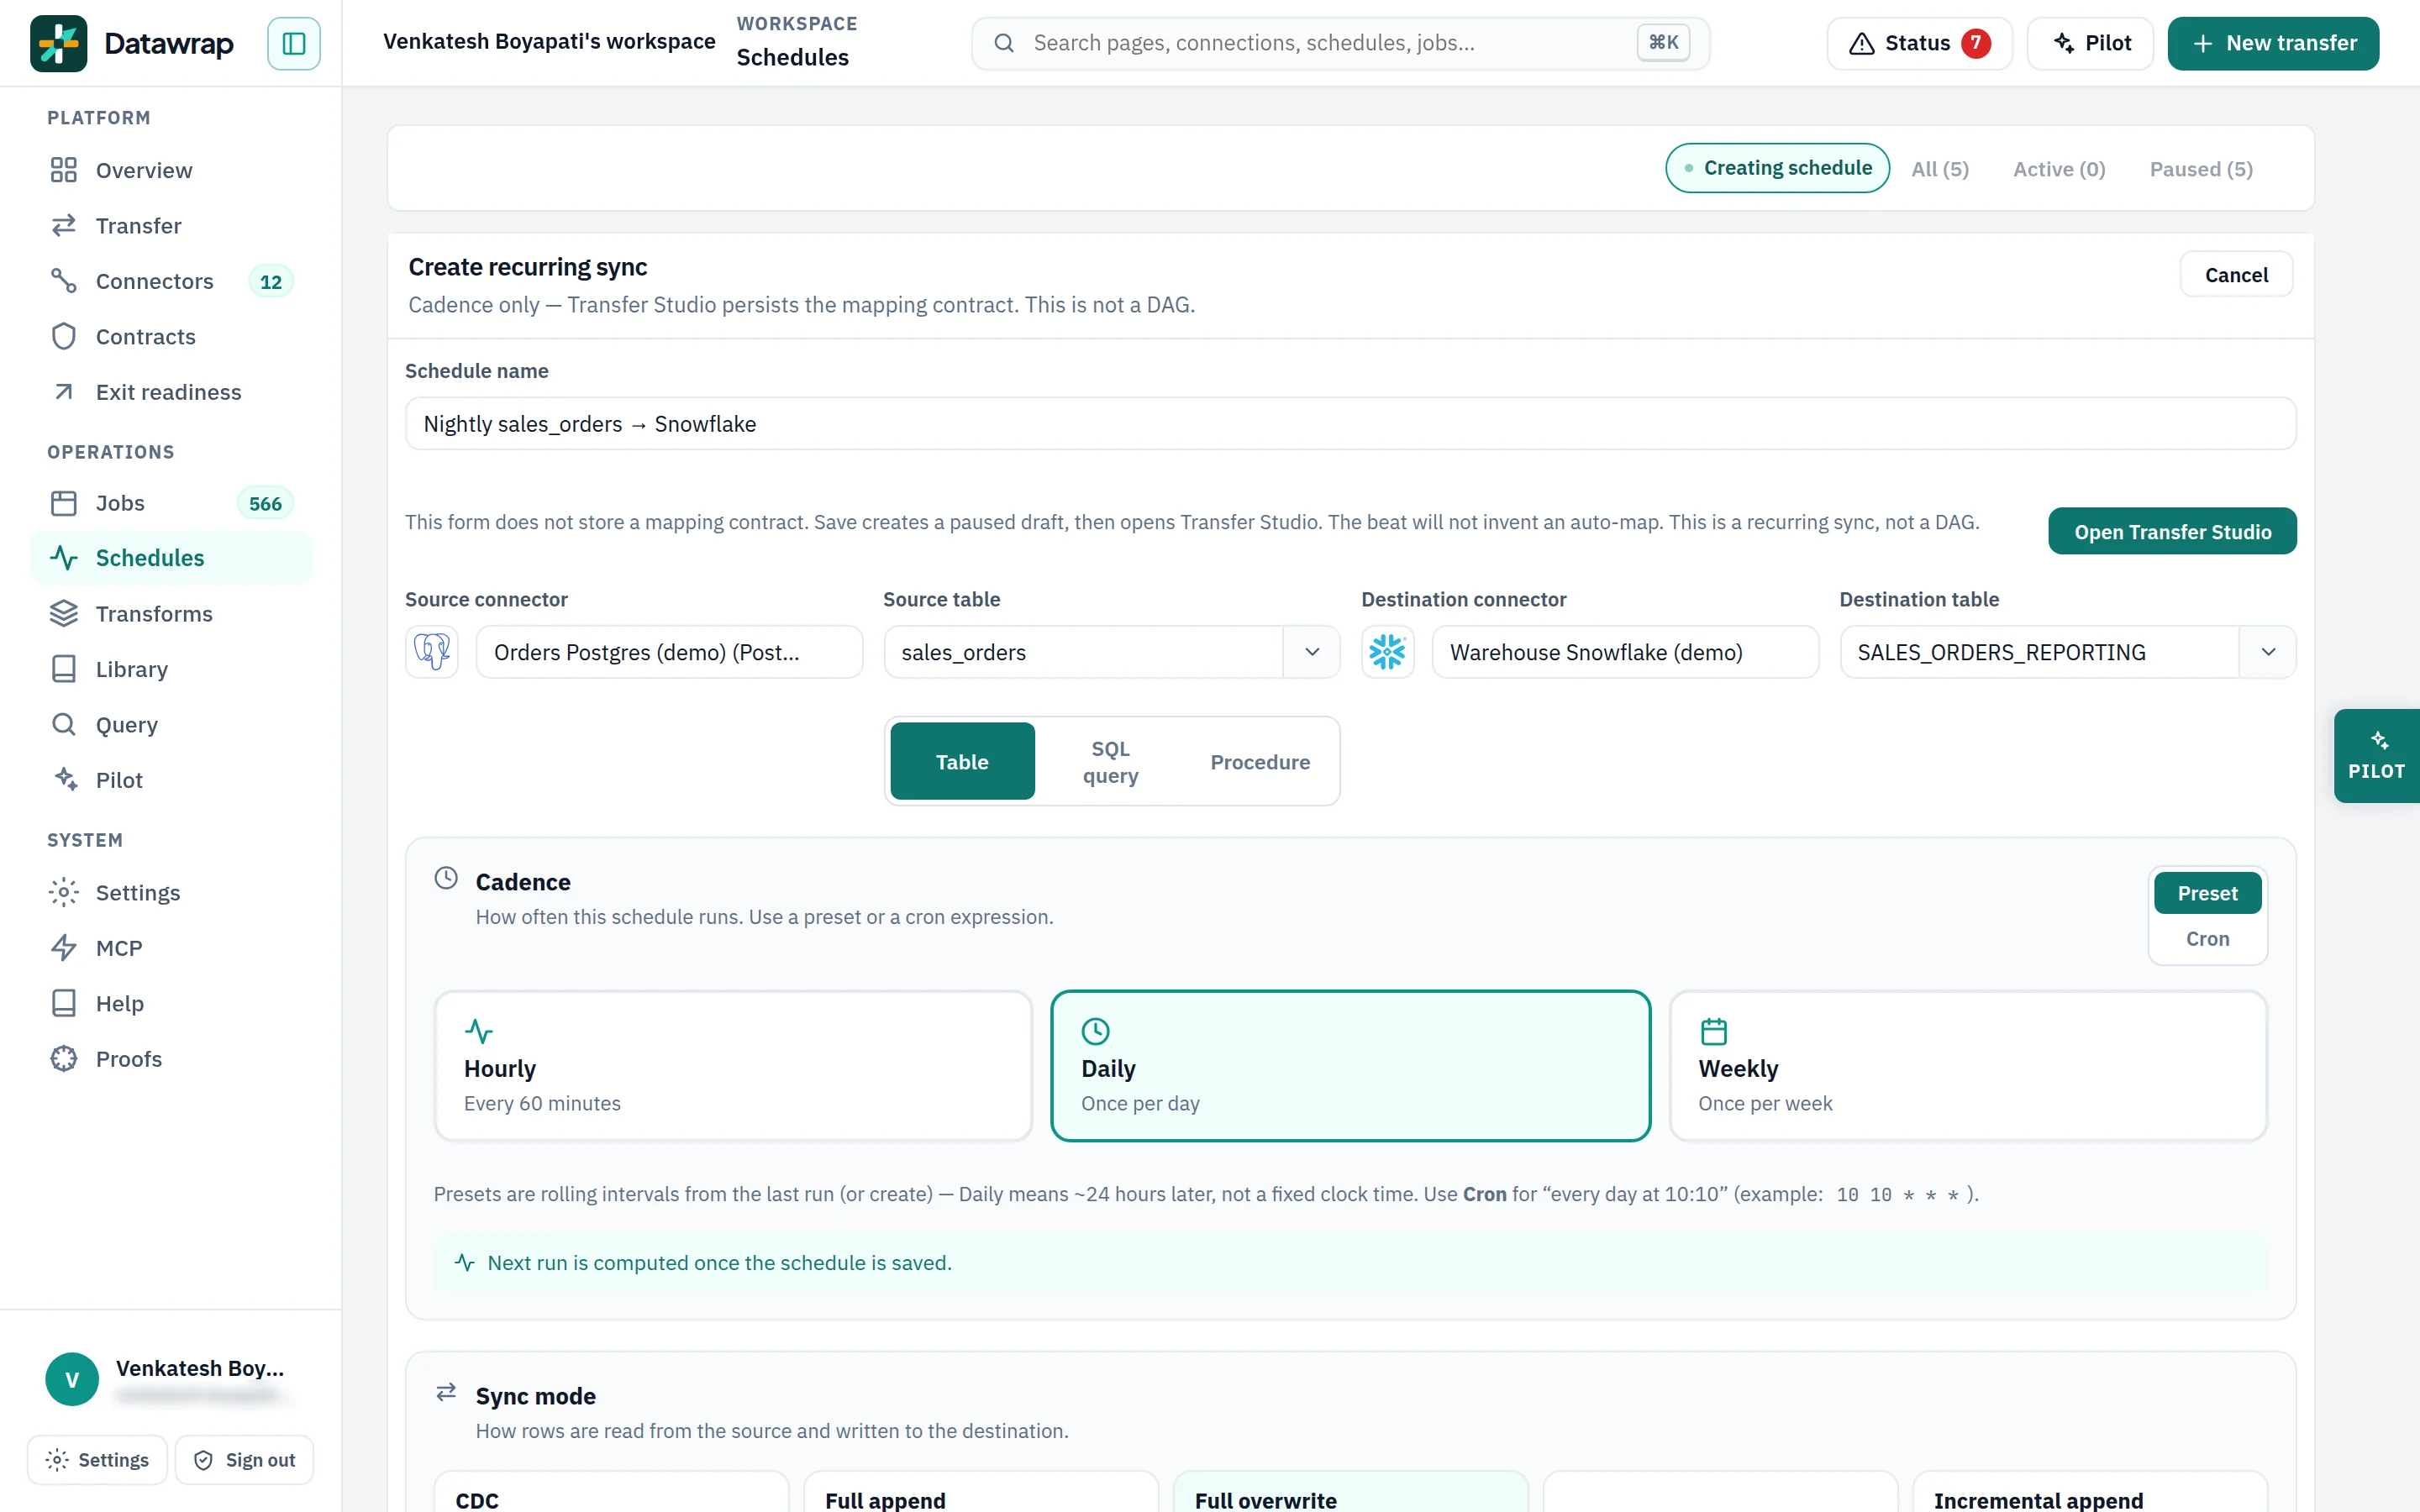 Datawrap
Venkatesh Boyapati's workspace
WORKSPACE
Schedules
Search pages, connections, schedules, jobs...
⌘K
Status 7
Pilot
New transfer
PLATFORM
Overview
Transfer
Connectors 12
Contracts
Exit readiness
OPERATIONS
Jobs 566
Schedules
Transforms
Library
Query
Pilot
SYSTEM
Settings
MCP
Help
Proofs
V
Venkatesh Boy...
Settings
Sign out
Creating schedule
All (5)
Active (0)
Paused (5)
Create recurring sync
Cadence only — Transfer Studio persists the mapping contract. This is not a DAG.
Cancel
Schedule name
Nightly sales_orders → Snowflake
This form does not store a mapping contract. Save creates a paused draft, then opens Transfer Studio. The beat will not invent an auto-map. This is a recurring sync, not a DAG.
Open Transfer Studio
Source connector
Source table
Destination connector
Destination table
Orders Postgres (demo) (Post...
sales_orders
Warehouse Snowflake (demo)
SALES_ORDERS_REPORTING
Table
SQL
query
Procedure
PILOT
Cadence
How often this schedule runs. Use a preset or a cron expression.
Preset
Cron
Hourly
Every 60 minutes
Daily
Once per day
Weekly
Once per week
Presets are rolling intervals from the last run (or create) — Daily means ~24 hours later, not a fixed clock time. Use Cron for “every day at 10:10” (example: 10 10 * * * ).
Next run is computed once the schedule is saved.
Sync mode
How rows are read from the source and written to the destination.
CDC
Full append
Full overwrite
Incremental append